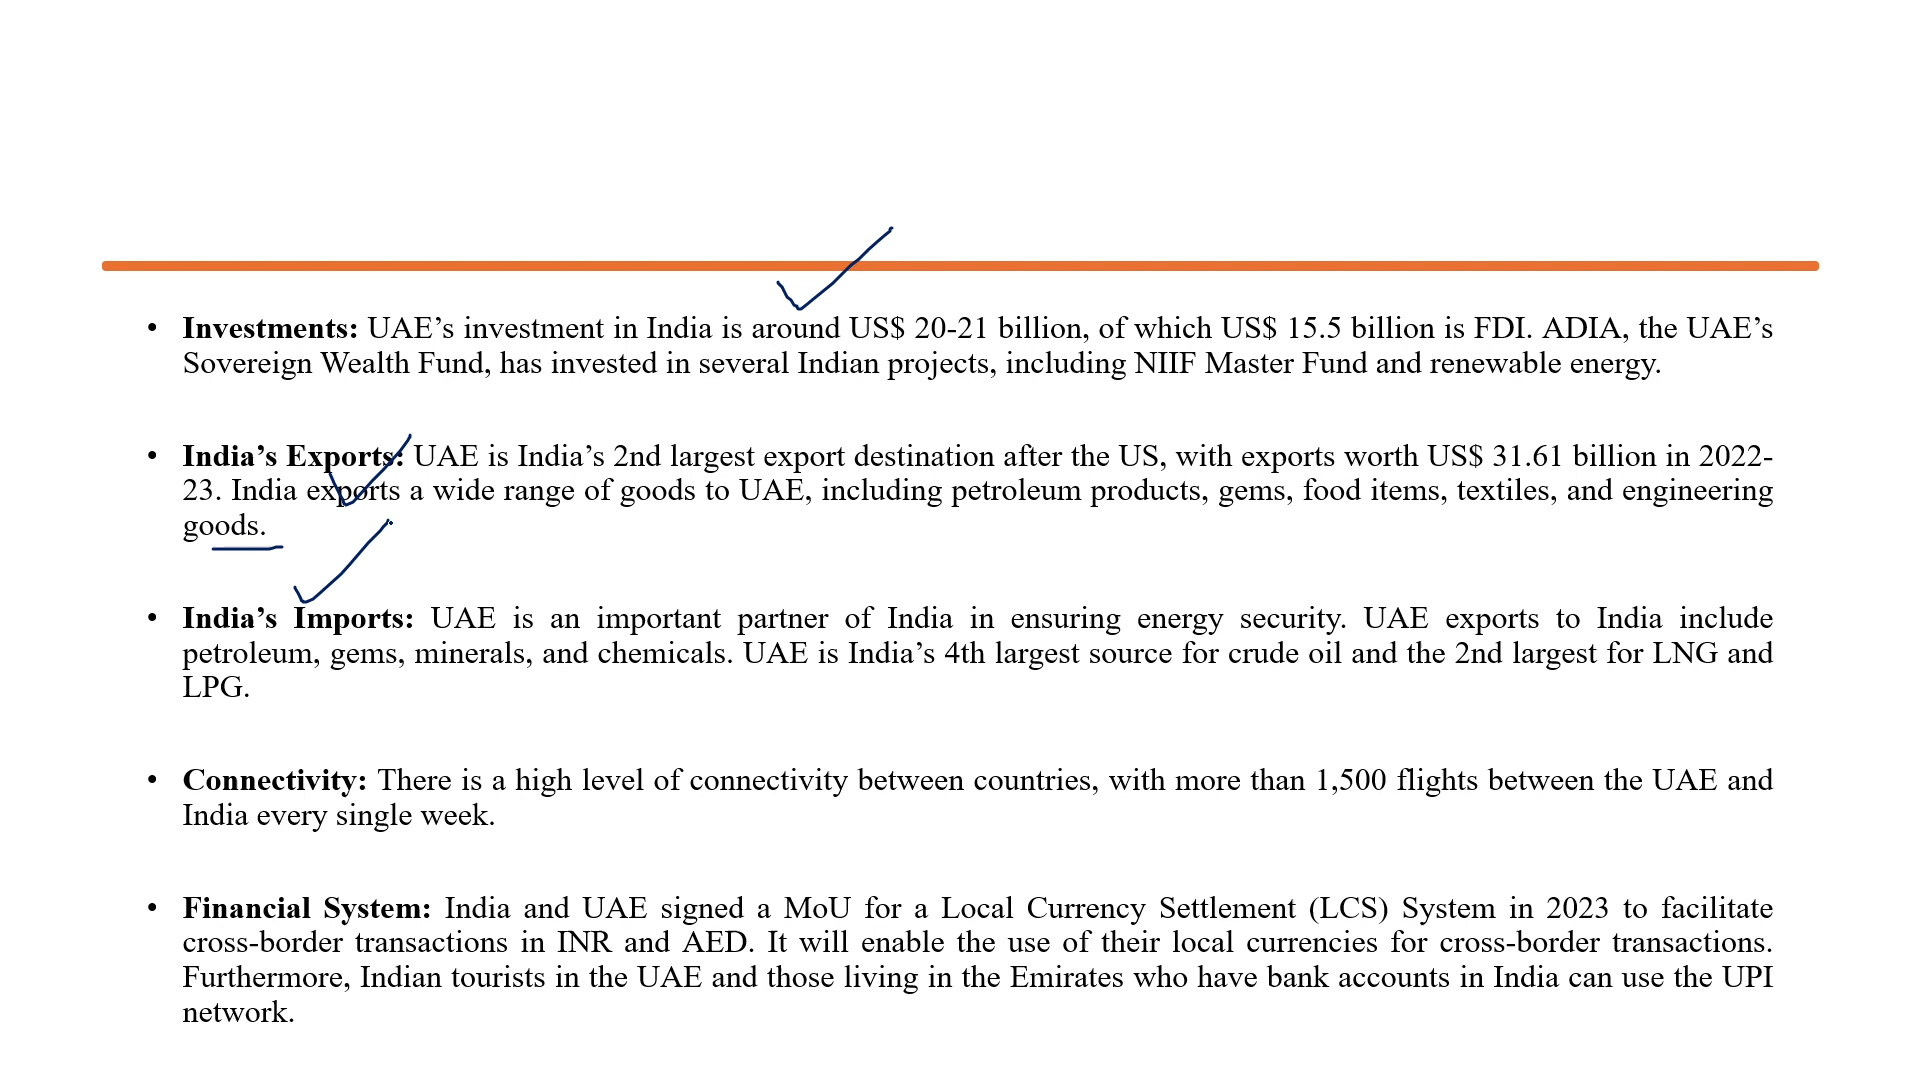 • Investments: UAE’s investment in India is around US$ 20-21 billion, of which US$ 15.5 billion is FDI. ADIA, the UAE’s
Sovereign Wealth Fund, has invested in several Indian projects, including NIIF Master Fund and renewable energy.
• India’s Exports: UAE is India’s 2nd largest export destination after the US, with exports worth US$ 31.61 billion in 2022-
23. India exports a wide range of goods to UAE, including petroleum products, gems, food items, textiles, and engineering
goods.
• India’s Imports: UAE is an important partner of India in ensuring energy security. UAE exports to India include
petroleum, gems, minerals, and chemicals. UAE is India’s 4th largest source for crude oil and the 2nd largest for LNG and
LPG.
• Connectivity: There is a high level of connectivity between countries, with more than 1,500 flights between the UAE and
India every single week.
• Financial System: India and UAE signed a MoU for a Local Currency Settlement (LCS) System in 2023 to facilitate
cross-border transactions in INR and AED. It will enable the use of their local currencies for cross-border transactions.
Furthermore, Indian tourists in the UAE and those living in the Emirates who have bank accounts in India can use the UPI
network.